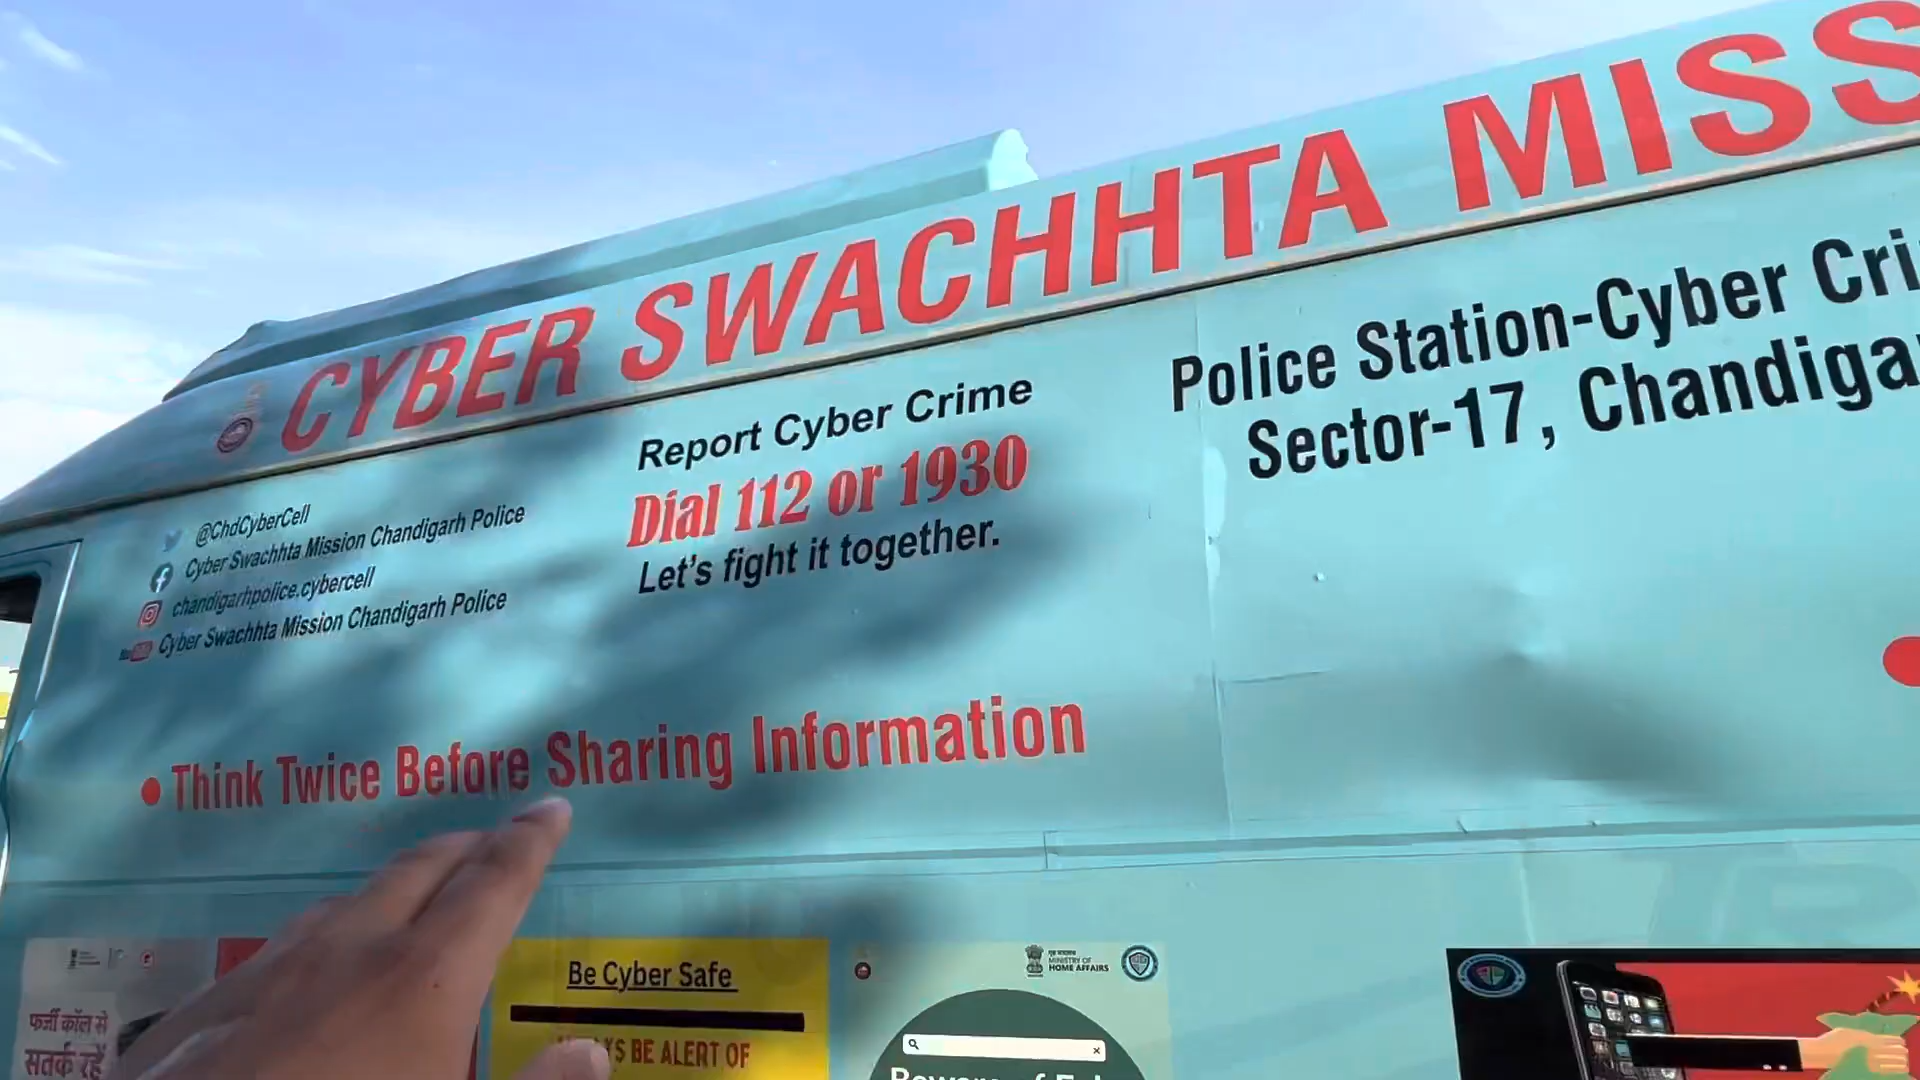 CYBER SWACHHTA MISS
Police Station-Cyber Cri
Sector-17, Chandiga
Report Cyber Crime
Dial 112 or 1930
Let's fight it together.
@ChdCyberCell
Cyber Swachhta Mission Chandigarh Police
chandigarhpolice.cybercell
Cyber Swachhta Mission Chandigarh Police
• Think Twice Before Sharing Information
फर्जी कॉल से
सतर्क रहें
Be Cyber Safe
BE ALERT OF
MINISTRY OF
HOME AFFAIRS